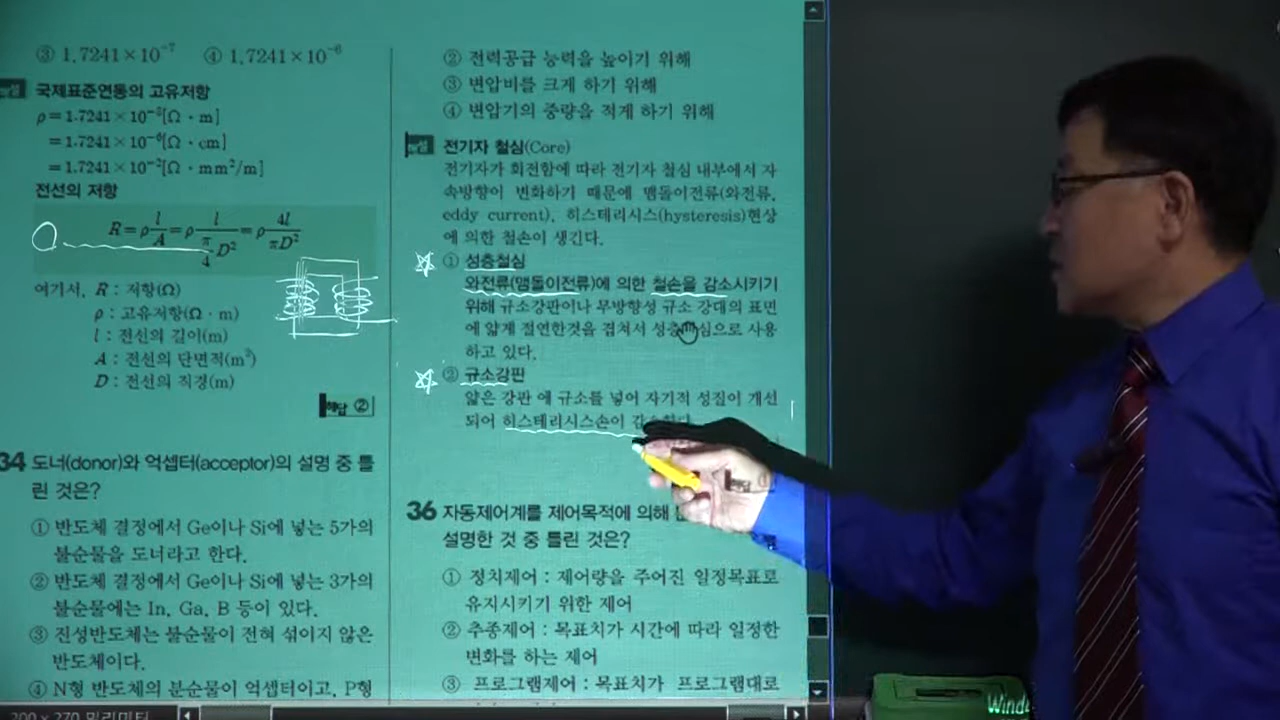 ③ 1.7241×10⁻⁷ ④ 1.7241×10⁻⁶
국제표준연동의 고유저항
=1.7241×10⁻²[Ω · mm²/m]
전선의 저항
R=ρ l/A=ρ l/(π/4 D²)=ρ 4l/πD²
여기서, R : 저항(Ω)
ρ : 고유저항(Ω · m)
l : 전선의 길이(m)
A : 전선의 단면적(m²)
D : 전선의 직경(m)
해답 ②
34 도너(donor)와 억셉터(acceptor)의 설명 중 틀
린 것은?
① 반도체 결정에서 Ge이나 Si에 넣는 5가의
불순물을 도너라고 한다.
② 반도체 결정에서 Ge이나 Si에 넣는 3가의
불순물에는 In, Ga, B 등이 있다.
③ 진성반도체는 불순물이 전혀 섞이지 않은
반도체이다.
④ N형 반도체의 분순물이 억셉터이고, P형
② 전력공급 능력을 높이기 위해
③ 변압비를 크게 하기 위해
④ 변압기의 중량을 적게 하기 위해
전기자 철심(Core)
전기자가 회전함에 따라 전기자 철심 내부에서 자
속방향이 변화하기 때문에 맴돌이전류(와전류,
eddy current), 히스테리시스(hysteresis)현상
에 의한 철손이 생긴다.
① 성층철심
와전류(맴돌이전류)에 의한 철손을 감소시키기
위해 규소강판이나 무방향성 규소 강대의 표면
에 얇게 절연한것을 겹쳐서 성층철심으로 사용
하고 있다.
② 규소강판
얇은 강판 에 규소를 넣어 자기적 성질이 개선
되어 히스테리시스손이 감소한다.
36 자동제어계를 제어목적에 의해
설명한 것 중 틀린 것은?
① 정치제어 : 제어량을 주어진 일정목표로
유지시키기 위한 제어
② 추종제어 : 목표치가 시간에 따라 일정한
변화를 하는 제어
③ 프로그램제어 : 목표치가 프로그램대로
200 × 270 밀리미터